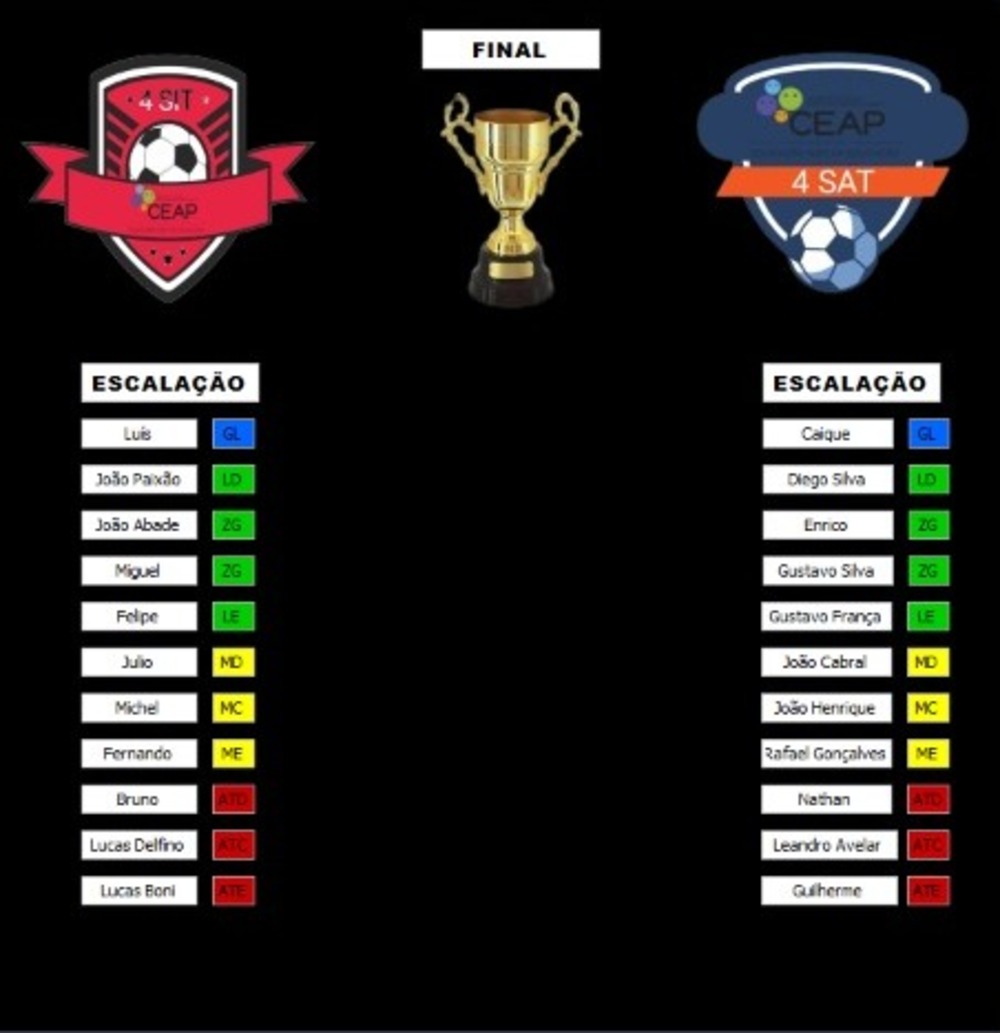 FINAL
4 SIT
CEAP
CEAP
4 SAT
ESCALAÇÃO
Luis GL
João Paixão LD
João Abade ZG
Miguel ZG
Felipe LE
Julio MD
Michel MC
Fernando ME
Bruno ATD
Lucas Delfino ATC
Lucas Boni ATE
ESCALAÇÃO
Caique GL
Diego Silva LD
Enrico ZG
Gustavo Silva ZG
Gustavo França LE
João Cabral MD
João Henrique MC
Rafael Gonçalves ME
Nathan ATD
Leandro Avelar ATC
Guilherme ATE